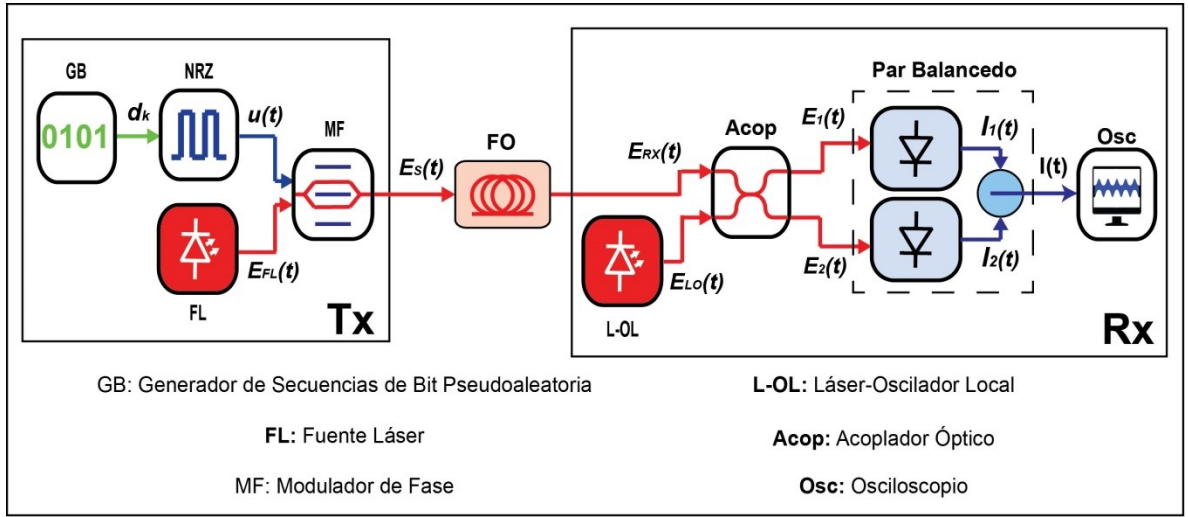 GB
NRZ
dk
u(t)
0101
MF
FL
EFL(t)
Tx
ES(t)
FO
ERX(t)
Acop
L-OL
ELO(t)
E1(t)
E2(t)
Par Balancedo
I1(t)
I2(t)
I(t)
Osc
Rx
GB: Generador de Secuencias de Bit Pseudoaleatoria
L-OL: Láser-Oscilador Local
FL: Fuente Láser
Acop: Acoplador Óptico
MF: Modulador de Fase
Osc: Osciloscopio